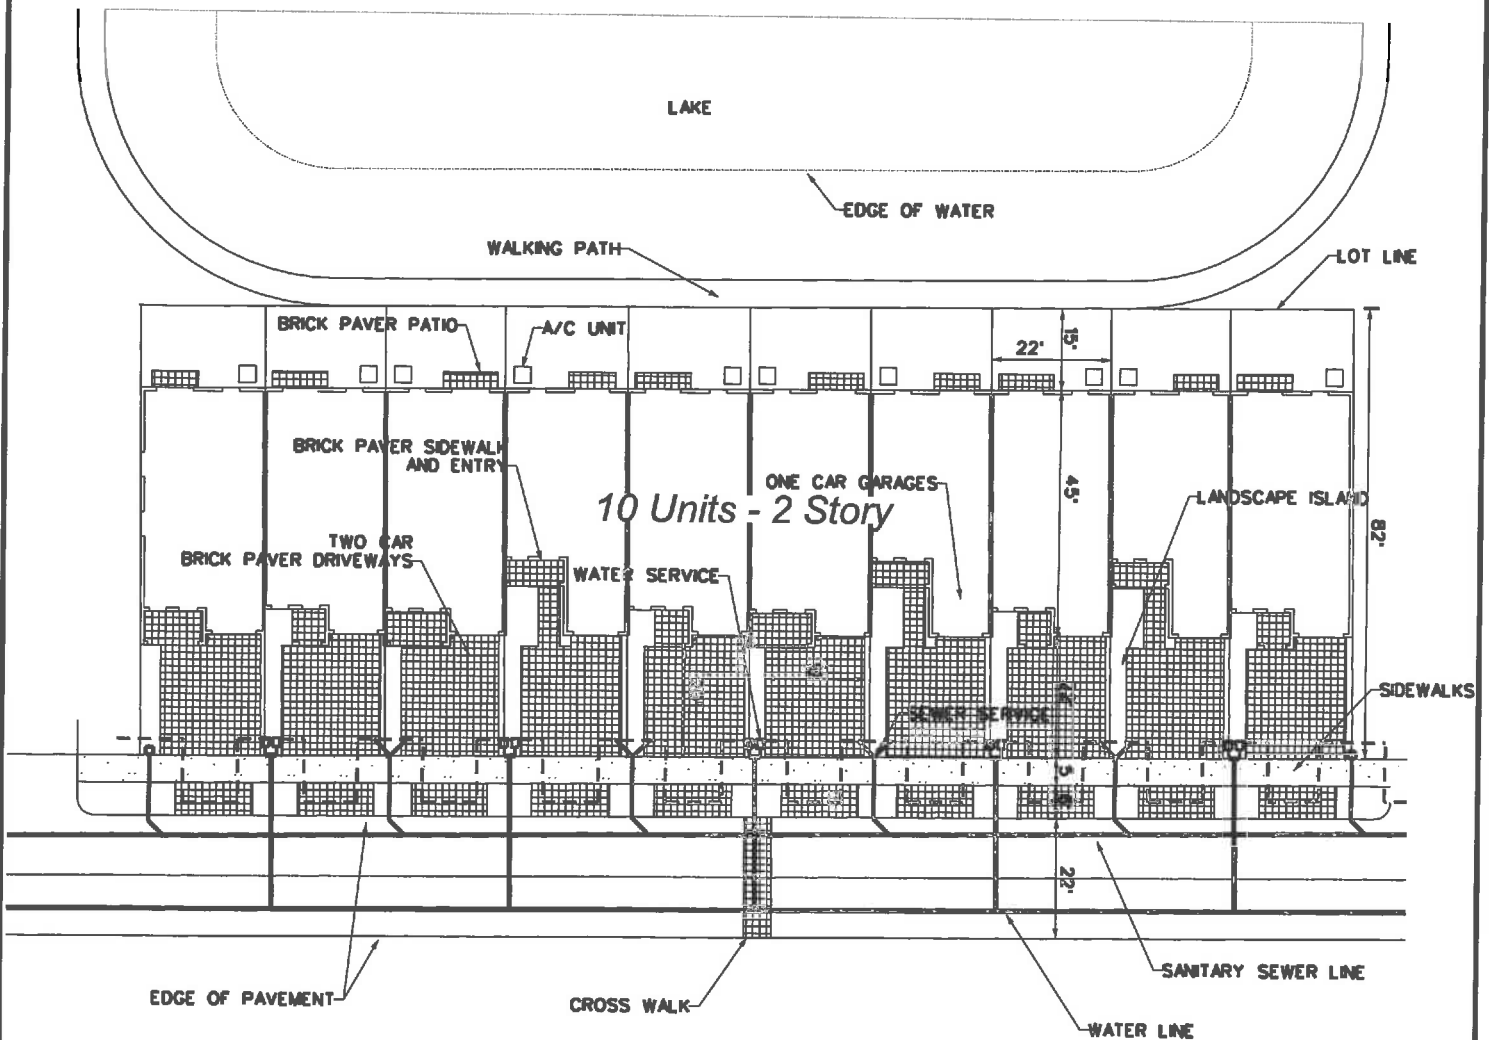 LAKE
EDGE OF WATER
WALKING PATH
LOT LINE
BRICK PAVER PATIO
A/C UNIT
15'
22'
BRICK PAVER SIDEWALK
AND ENTRY
ONE CAR GARAGES
45'
LANDSCAPE ISLAND
10 Units - 2 Story
82'
TWO CAR
BRICK PAVER DRIVEWAYS
WATER SERVICE
SIDEWALKS
SEWER SERVICE
22'
SANITARY SEWER LINE
EDGE OF PAVEMENT
CROSS WALK
WATER LINE